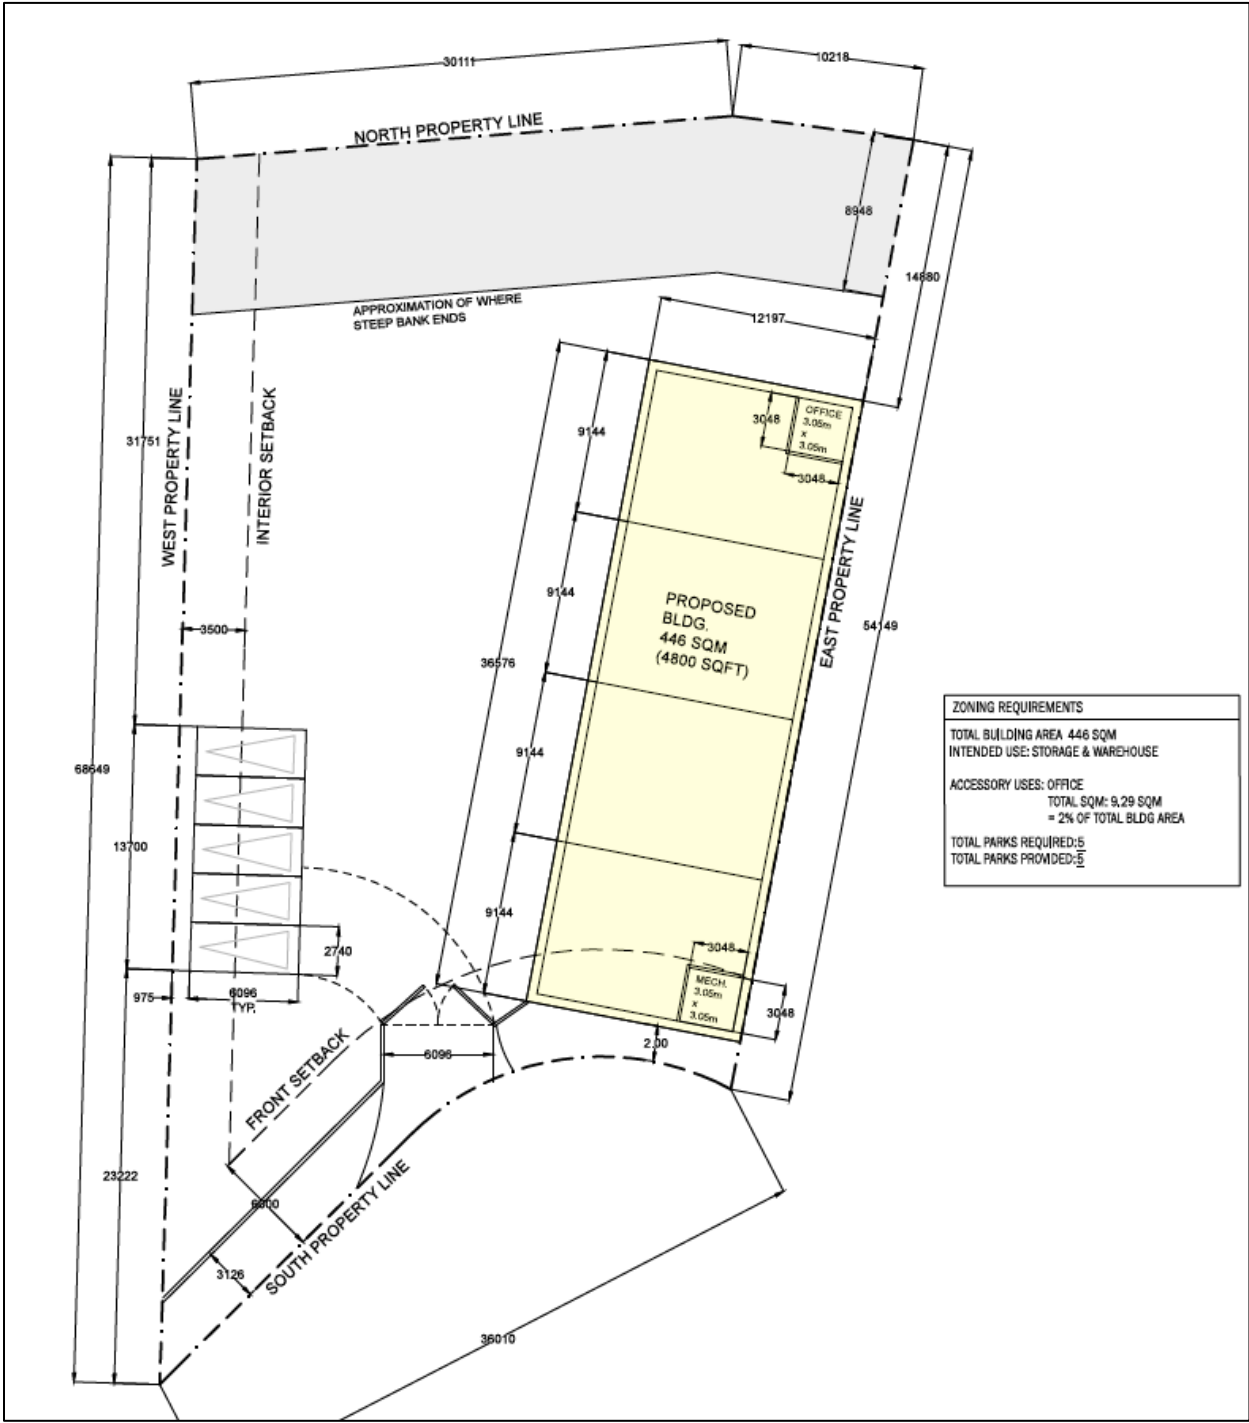 30111
10218
NORTH PROPERTY LINE
8948
14880
APPROXIMATION OF WHERE
STEEP BANK ENDS
12197
WEST PROPERTY LINE
INTERIOR SETBACK
31751
9144
3048
OFFICE
3.05m
x
3.05m
3048
EAST PROPERTY LINE
9144
PROPOSED
BLDG.
446 SQM
(4800 SQFT)
3500
36576
54149
ZONING REQUIREMENTS
TOTAL BUILDING AREA 446 SQM
INTENDED USE: STORAGE & WAREHOUSE
ACCESSORY USES: OFFICE
TOTAL SQM: 9.29 SQM
= 2% OF TOTAL BLDG AREA
TOTAL PARKS REQUIRED:5
TOTAL PARKS PROVIDED:5
68649
9144
13700
9144
2740
3048
MECH.
3.05m
x
3.05m
3048
975
6096
TYP.
2.00
6096
FRONT SETBACK
23222
6000
SOUTH PROPERTY LINE
3126
36010